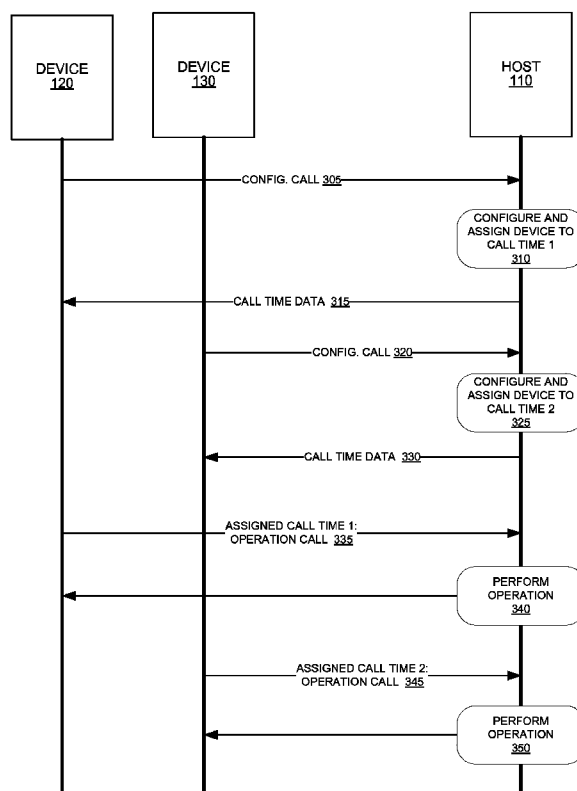 DEVICE
120
DEVICE
130
HOST
110
CONFIG. CALL 305
CONFIGURE AND
ASSIGN DEVICE TO
CALL TIME 1
310
CALL TIME DATA 315
CONFIG. CALL 320
CONFIGURE AND
ASSIGN DEVICE TO
CALL TIME 2
325
CALL TIME DATA 330
ASSIGNED CALL TIME 1:
OPERATION CALL 335
PERFORM
OPERATION
340
ASSIGNED CALL TIME 2:
OPERATION CALL 345
PERFORM
OPERATION
350